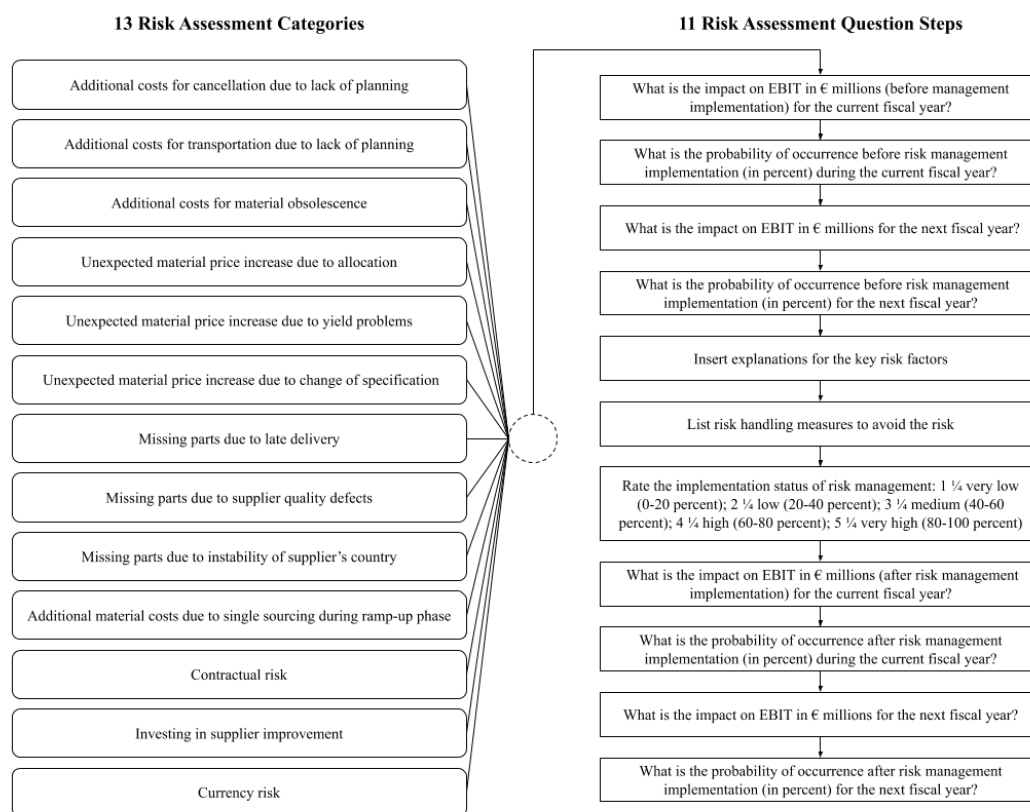 13 Risk Assessment Categories
Additional costs for cancellation due to lack of planning
Additional costs for transportation due to lack of planning
Additional costs for material obsolescence
Unexpected material price increase due to allocation
Unexpected material price increase due to yield problems
Unexpected material price increase due to change of specification
Missing parts due to late delivery
Missing parts due to supplier quality defects
Missing parts due to instability of supplier’s country
Additional material costs due to single sourcing during ramp-up phase
Contractual risk
Investing in supplier improvement
Currency risk
11 Risk Assessment Question Steps
What is the impact on EBIT in € millions (before management
implementation) for the current fiscal year?
What is the probability of occurrence before risk management
implementation (in percent) during the current fiscal year?
What is the impact on EBIT in € millions for the next fiscal year?
What is the probability of occurrence before risk management
implementation (in percent) for the next fiscal year?
Insert explanations for the key risk factors
List risk handling measures to avoid the risk
Rate the implementation status of risk management: 1 ¼ very low
(0-20 percent); 2 ¼ low (20-40 percent); 3 ¼ medium (40-60
percent); 4 ¼ high (60-80 percent); 5 ¼ very high (80-100 percent)
What is the impact on EBIT in € millions (after risk management
implementation) for the current fiscal year?
What is the probability of occurrence after risk management
implementation (in percent) during the current fiscal year?
What is the impact on EBIT in € millions for the next fiscal year?
What is the probability of occurrence after risk management
implementation (in percent) for the next fiscal year?